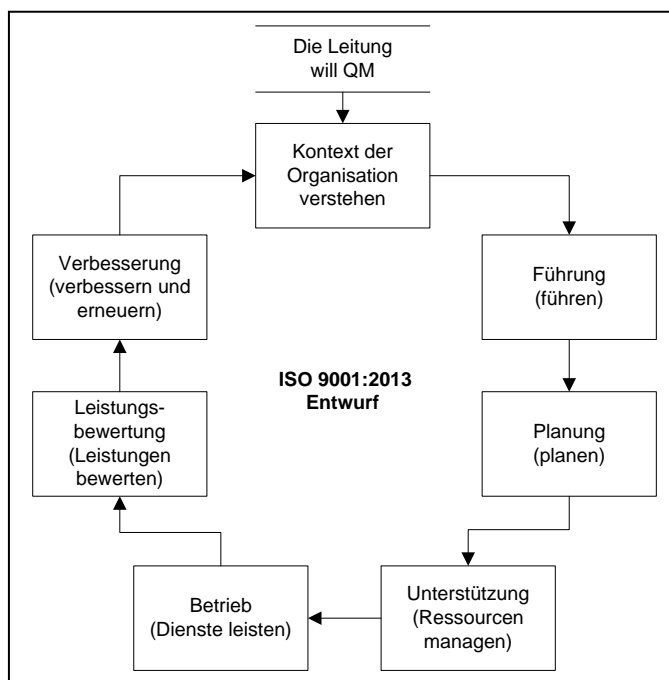 Die Leitung
will QM
Kontext der
Organisation
verstehen
Führung
(führen)
Planung
(planen)
Unterstützung
(Ressourcen
managen)
Betrieb
(Dienste leisten)
Leistungs-
bewertung
(Leistungen
bewerten)
Verbesserung
(verbessern und
erneuern)
ISO 9001:2013
Entwurf